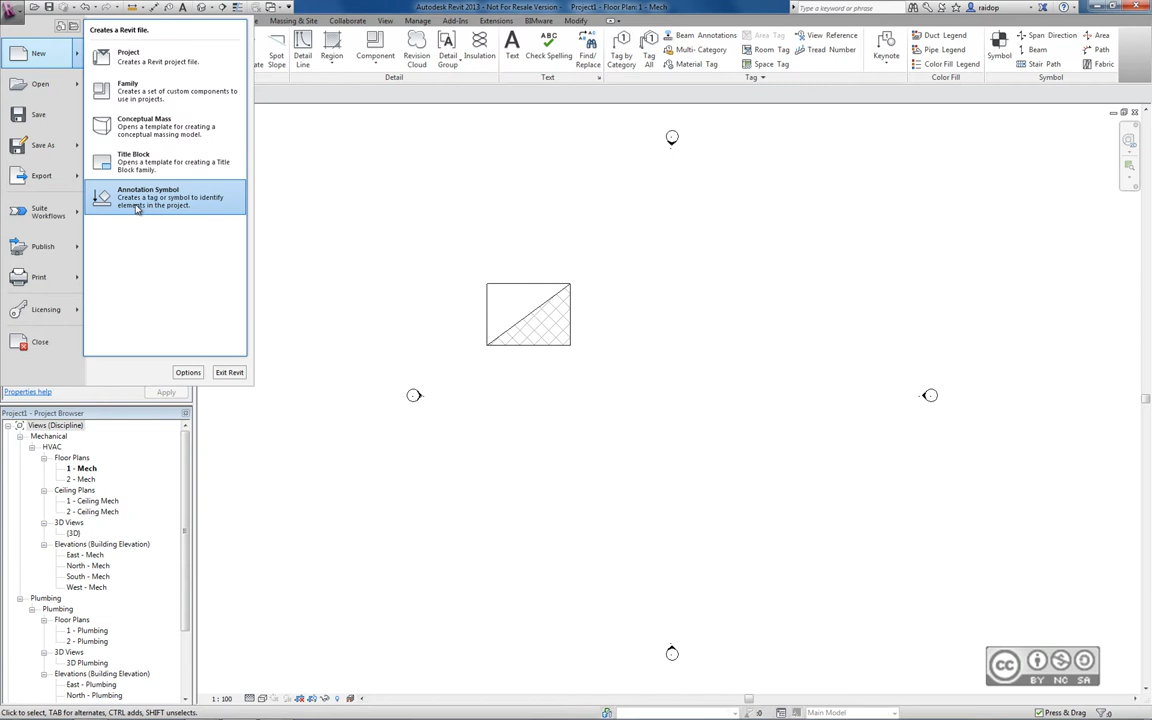 Autodesk Revit 2013 - Not For Resale Version - Project1 - Floor Plan: 1 - Mech
Type a keyword or phrase
raidop
Massing & Site
Collaborate
View
Manage
Add-Ins
Extensions
BIMware
Modify
Spot
Slope
Detail
Line
Region
Component
Revision
Cloud
Detail
Group
Insulation
Detail
Text
Check Spelling
Find/
Replace
Text
Tag by
Category
Tag
All
Beam Annotations
Multi- Category
Material Tag
Area Tag
Room Tag
Space Tag
View Reference
Tag
Keynote
Duct Legend
Pipe Legend
Color Fill Legend
Color Fill
Symbol
Span Direction
Beam
Stair Path
Area
Path
Fabric
Symbol
New
Open
Save
Save As
Export
Suite
Workflows
Publish
Print
Licensing
Close
Creates a Revit file.
Project
Creates a Revit project file.
Family
Creates a set of custom components to
use in projects.
Conceptual Mass
Opens a template for creating a
conceptual massing model.
Title Block
Opens a template for creating a Title
Block family.
Annotation Symbol
Creates a tag or symbol to identify
elements in the project.
Options
Exit Revit
Properties help
Apply
Project1 - Project Browser
Views (Discipline)
Mechanical
HVAC
Floor Plans
1 - Mech
2 - Mech
Ceiling Plans
1 - Ceiling Mech
2 - Ceiling Mech
3D Views
{3D}
Elevations (Building Elevation)
East - Mech
North - Mech
South - Mech
West - Mech
Plumbing
Plumbing
Floor Plans
1 - Plumbing
2 - Plumbing
3D Views
3D Plumbing
Elevations (Building Elevation)
East - Plumbing
North - Plumbing
1 : 100
cc
BY NC SA
Click to select, TAB for alternates, CTRL adds, SHIFT unselects.
:0
Main Model
Press & Drag
:0